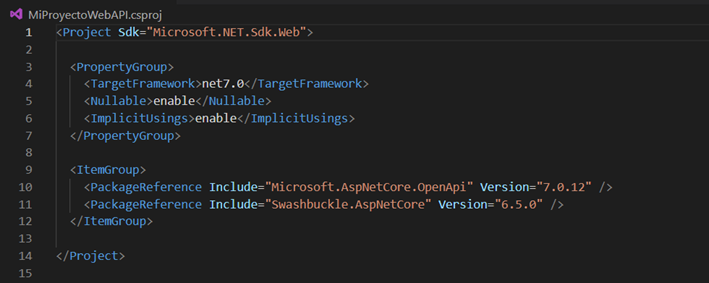 MiProyectoWebAPI.csproj
1 <Project Sdk="Microsoft.NET.Sdk.Web">
2
3 <PropertyGroup>
4 <TargetFramework>net7.0</TargetFramework>
5 <Nullable>enable</Nullable>
6 <ImplicitUsings>enable</ImplicitUsings>
7 </PropertyGroup>
8
9 <ItemGroup>
10 <PackageReference Include="Microsoft.AspNetCore.OpenApi" Version="7.0.12" />
11 <PackageReference Include="Swashbuckle.AspNetCore" Version="6.5.0" />
12 </ItemGroup>
13
14 </Project>
15